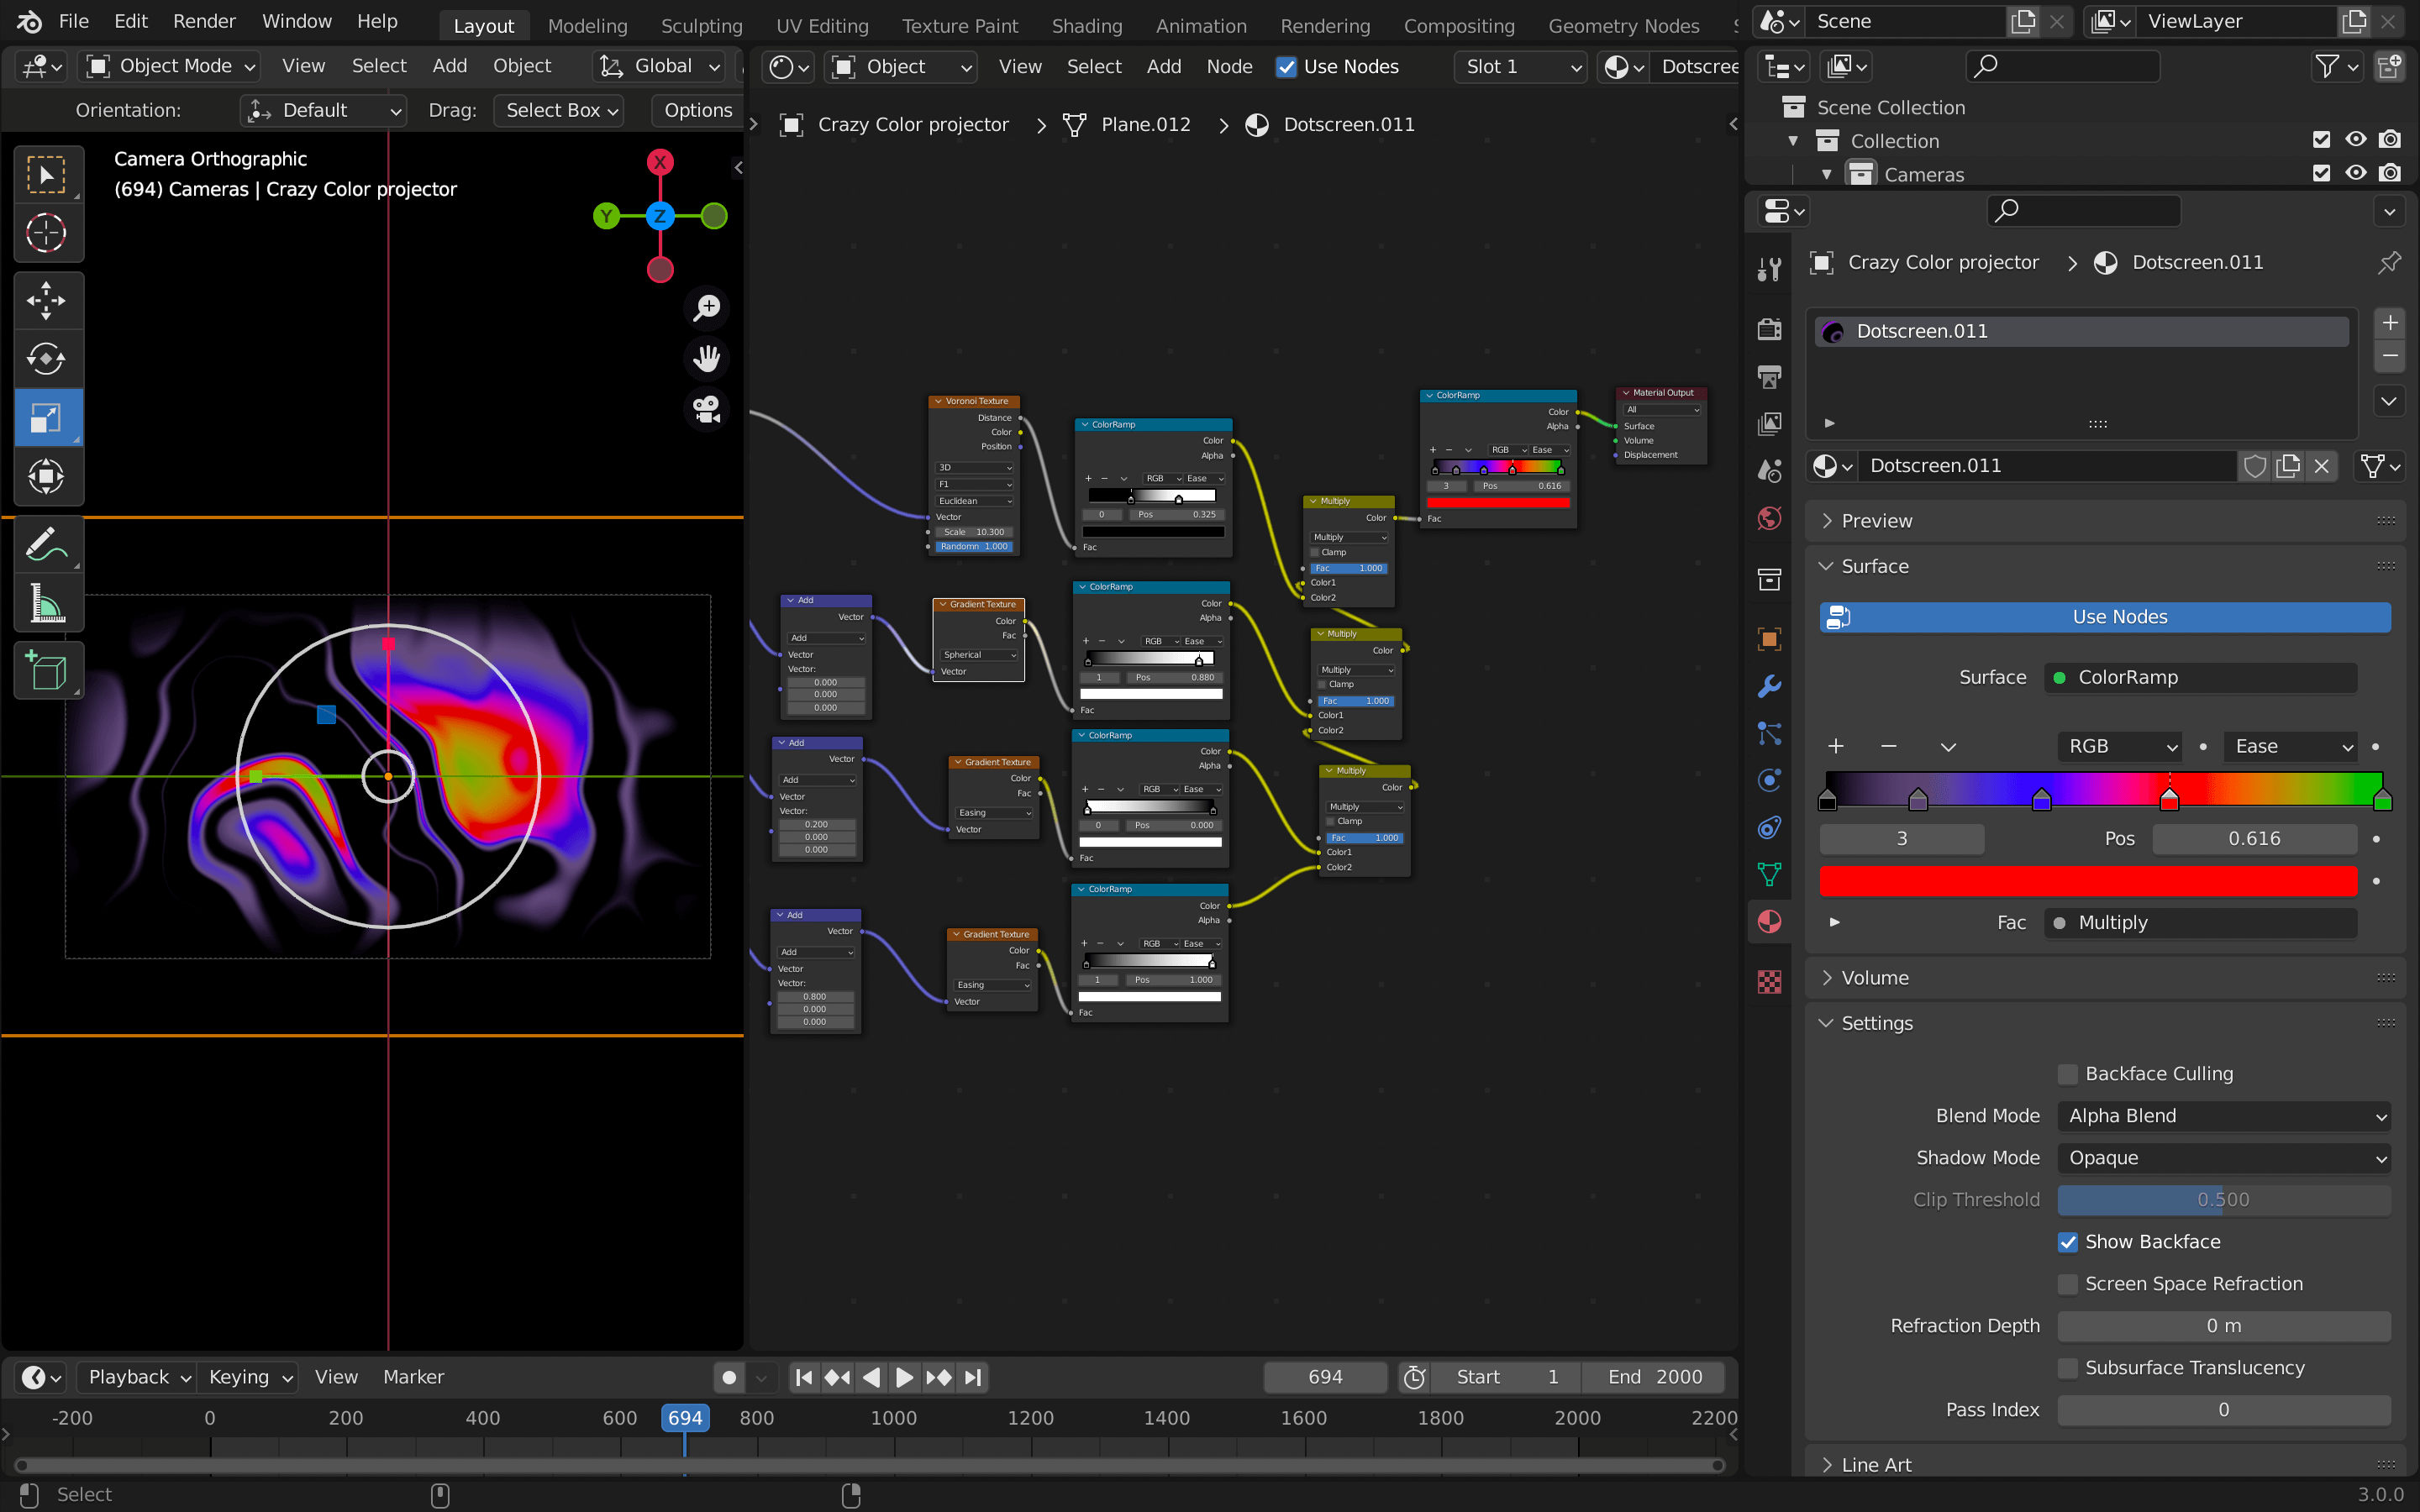 File Edit Render Window Help Layout Modeling Sculpting UV Editing Texture Paint Shading Animation Rendering Compositing Geometry Nodes Scene ViewLayer
Object Mode View Select Add Object Global
Object View Select Add Node Use Nodes Slot 1 Dotscree
Orientation: Default Drag: Select Box Options
Crazy Color projector Plane.012 Dotscreen.011
Camera Orthographic
(694) Cameras | Crazy Color projector
X
Y Z
Voronoi Texture
Distance
Color
Position
3D
F1
Euclidean
Vector
Scale 10.300
Randomn 1.000
ColorRamp
Color
Alpha
RGB Ease
0 Pos 0.325
Fac
ColorRamp
Color
Alpha
RGB Ease
3 Pos 0.616
Fac
Material Output
All
Surface
Volume
Displacement
Multiply
Color
Multiply
Clamp
Fac 1.000
Color1
Color2
Add
Vector
Add
Vector
Vector:
0.000
0.000
0.000
Gradient Texture
Color
Fac
Spherical
Vector
ColorRamp
Color
Alpha
RGB Ease
1 Pos 0.880
Fac
Multiply
Color
Multiply
Clamp
Fac 1.000
Color1
Color2
Add
Vector
Add
Vector
Vector:
0.200
0.000
0.000
Gradient Texture
Color
Fac
Easing
Vector
ColorRamp
Color
Alpha
RGB Ease
0 Pos 0.000
Fac
Multiply
Color
Multiply
Clamp
Fac 1.000
Color1
Color2
Add
Vector
Add
Vector
Vector:
0.800
0.000
0.000
Gradient Texture
Color
Fac
Easing
Vector
ColorRamp
Color
Alpha
RGB Ease
1 Pos 1.000
Fac
Scene Collection
Collection
Cameras
Crazy Color projector Dotscreen.011
Dotscreen.011
Dotscreen.011
Preview
Surface
Use Nodes
Surface ColorRamp
RGB Ease
3 Pos 0.616
Fac Multiply
Volume
Settings
Backface Culling
Blend Mode Alpha Blend
Shadow Mode Opaque
Clip Threshold 0.500
Show Backface
Screen Space Refraction
Refraction Depth 0 m
Subsurface Translucency
Pass Index 0
Line Art
Playback Keying View Marker 694 Start 1 End 2000
-200 0 200 400 600 694 800 1000 1200 1400 1600 1800 2000 2200
Select 3.0.0